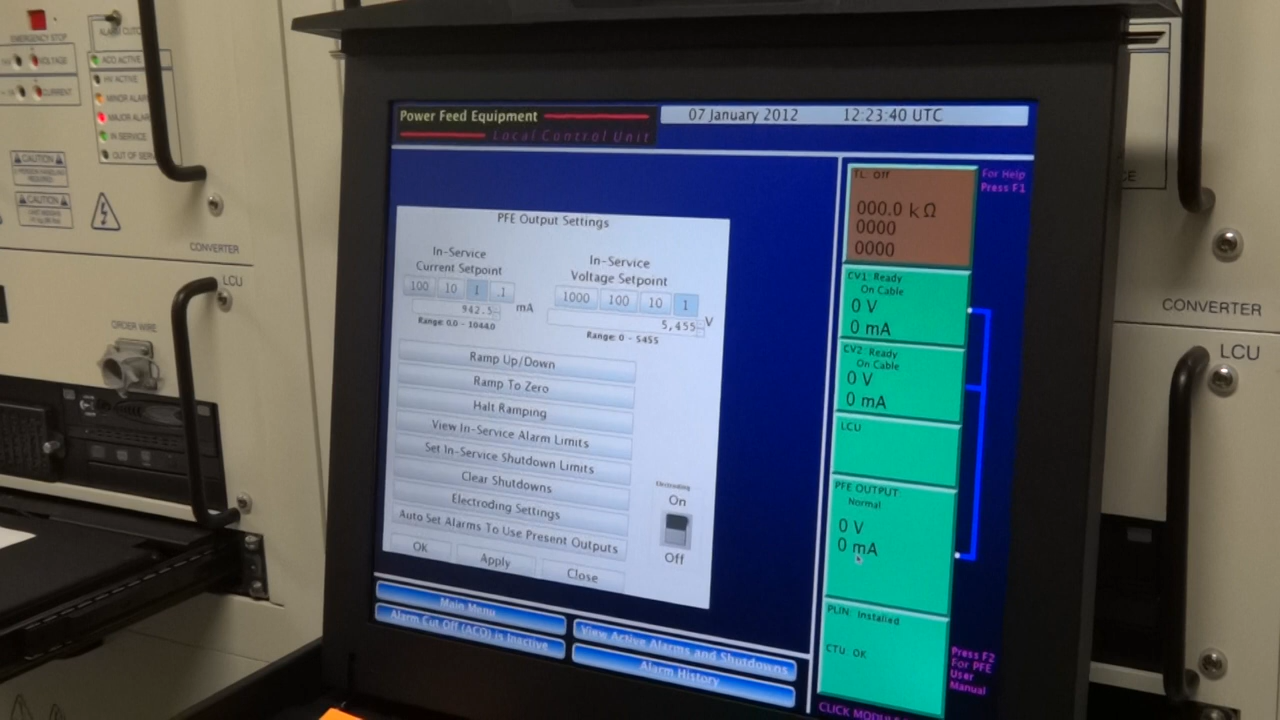 EMERGENCY STOP
VOLTAGE
CURRENT
ACO ACTIVE
HV ACTIVE
MINOR ALAR
MAJOR ALAR
IN SERVICE
OUT OF SERV
CAUTION
CAUTION
CONVERTER
LCU
ORDER WIRE
Power Feed Equipment
Local Control Unit
07 January 2012 12:23:40 UTC
For Help
Press F1
PFE Output Settings
In-Service
Current Setpoint
100 10 1 .1
942.5 mA
Range: 0.0 - 1044.0
In-Service
Voltage Setpoint
1000 100 10 1
5,455 V
Range: 0 - 5455
Ramp Up/Down
Ramp To Zero
Halt Ramping
View In-Service Alarm Limits
Set In-Service Shutdown Limits
Clear Shutdowns
Electroding Settings
Auto Set Alarms To Use Present Outputs
OK Apply Close
Electroding
On
Off
Main Menu
Alarm Cut Off (ACO) is Inactive
View Active Alarms and Shutdowns
Alarm History
TL: Off
000.0 kΩ
0000
0000
CV1: Ready
On Cable
0 V
0 mA
CV2: Ready
On Cable
0 V
0 mA
LCU
PFE OUTPUT:
Normal
0 V
0 mA
PLIN: Installed
CTU OK
Press F2
For PFE
User
Manual
CONVERTER
LCU